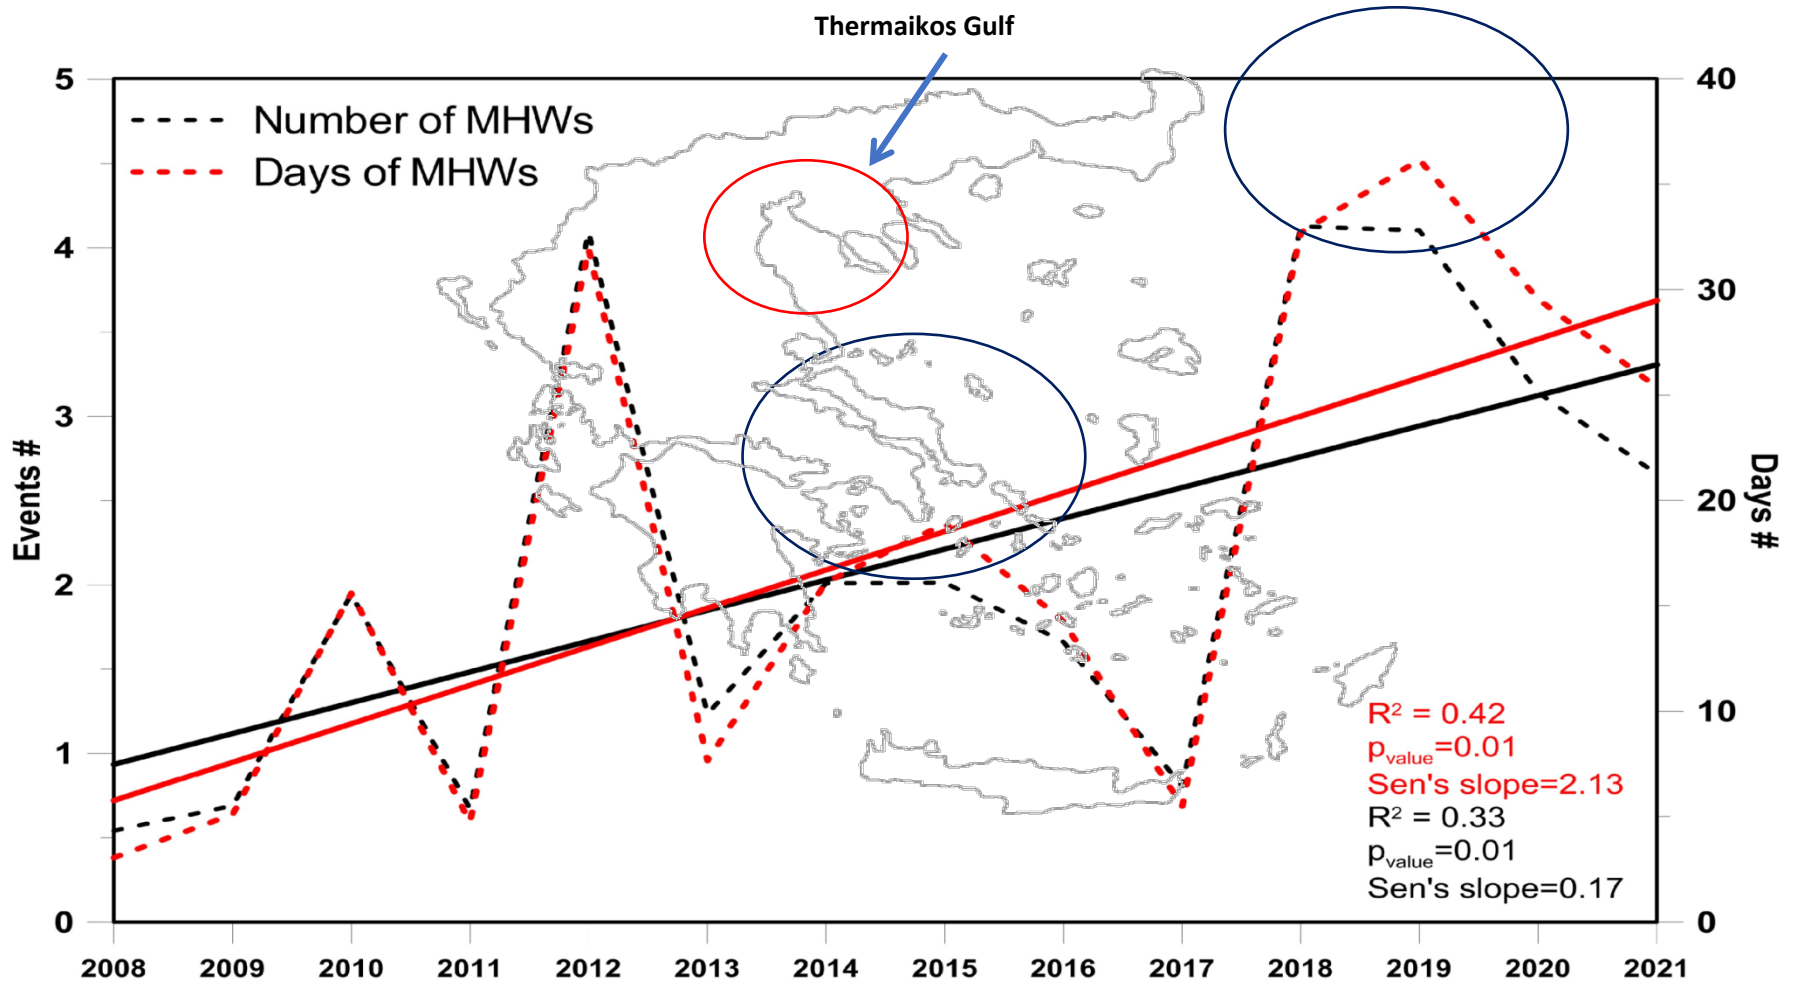 Thermaikos Gulf
5
4
3
2
1
0
Events #
Number of MHWs
Days of MHWs
40
30
20
10
0
Days #
R² = 0.42
pvalue=0.01
Sen's slope=2.13
R² = 0.33
pvalue=0.01
Sen's slope=0.17
2008 2009 2010 2011 2012 2013 2014 2015 2016 2017 2018 2019 2020 2021